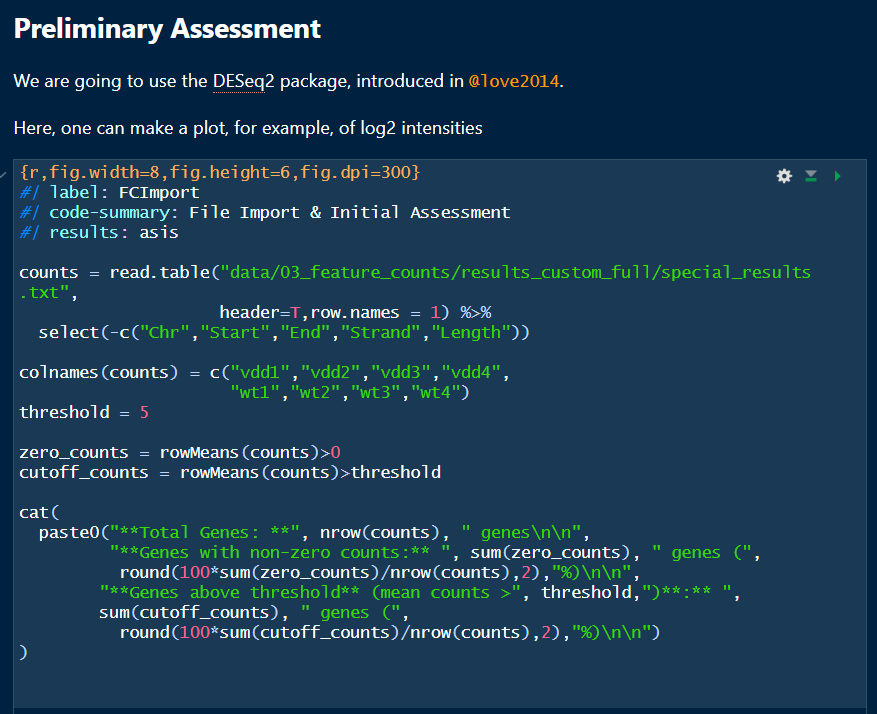 Preliminary Assessment
We are going to use the DESeq2 package, introduced in @love2014.
Here, one can make a plot, for example, of log2 intensities
{r,fig.width=8,fig.height=6,fig.dpi=300}
#/ label: FCImport
#/ code-summary: File Import & Initial Assessment
#/ results: asis
counts = read.table("data/03_feature_counts/results_custom_full/special_results
.txt",
header=T,row.names = 1) %>%
select(-c("Chr","Start","End","Strand","Length"))
colnames(counts) = c("vdd1","vdd2","vdd3","vdd4",
"wt1","wt2","wt3","wt4")
threshold = 5
zero_counts = rowMeans(counts)>0
cutoff_counts = rowMeans(counts)>threshold
cat(
paste0("**Total Genes: **", nrow(counts), " genes\n\n",
"**Genes with non-zero counts:** ", sum(zero_counts), " genes (",
round(100*sum(zero_counts)/nrow(counts),2),"%)\n\n",
"**Genes above threshold** (mean counts >", threshold,")**:** ",
sum(cutoff_counts), " genes (",
round(100*sum(cutoff_counts)/nrow(counts),2),"%)\n\n")
)